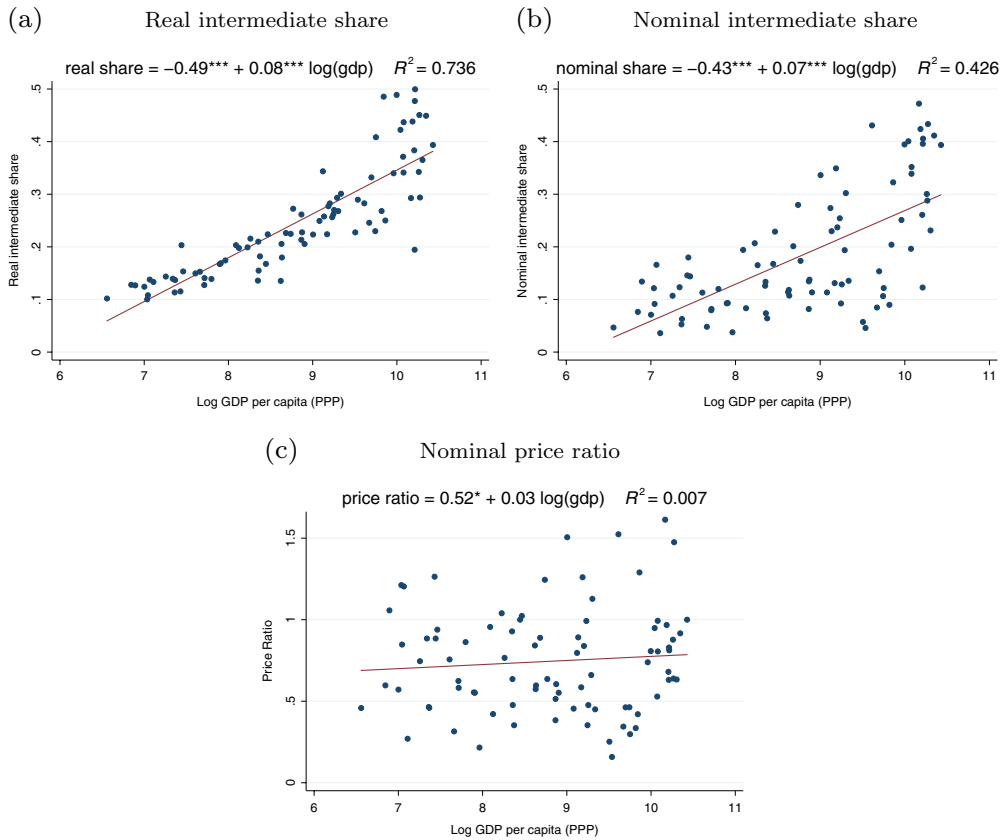 (a) Real intermediate share
real share = −0.49*** + 0.08*** log(gdp) R² = 0.736
Real intermediate share
.5
.4
.3
.2
.1
0
6 7 8 9 10 11
Log GDP per capita (PPP)
(b) Nominal intermediate share
nominal share = −0.43*** + 0.07*** log(gdp) R² = 0.426
Nominal intermediate share
.5
.4
.3
.2
.1
0
6 7 8 9 10 11
Log GDP per capita (PPP)
(c) Nominal price ratio
price ratio = 0.52* + 0.03 log(gdp) R² = 0.007
Price Ratio
1.5
1
.5
0
6 7 8 9 10 11
Log GDP per capita (PPP)